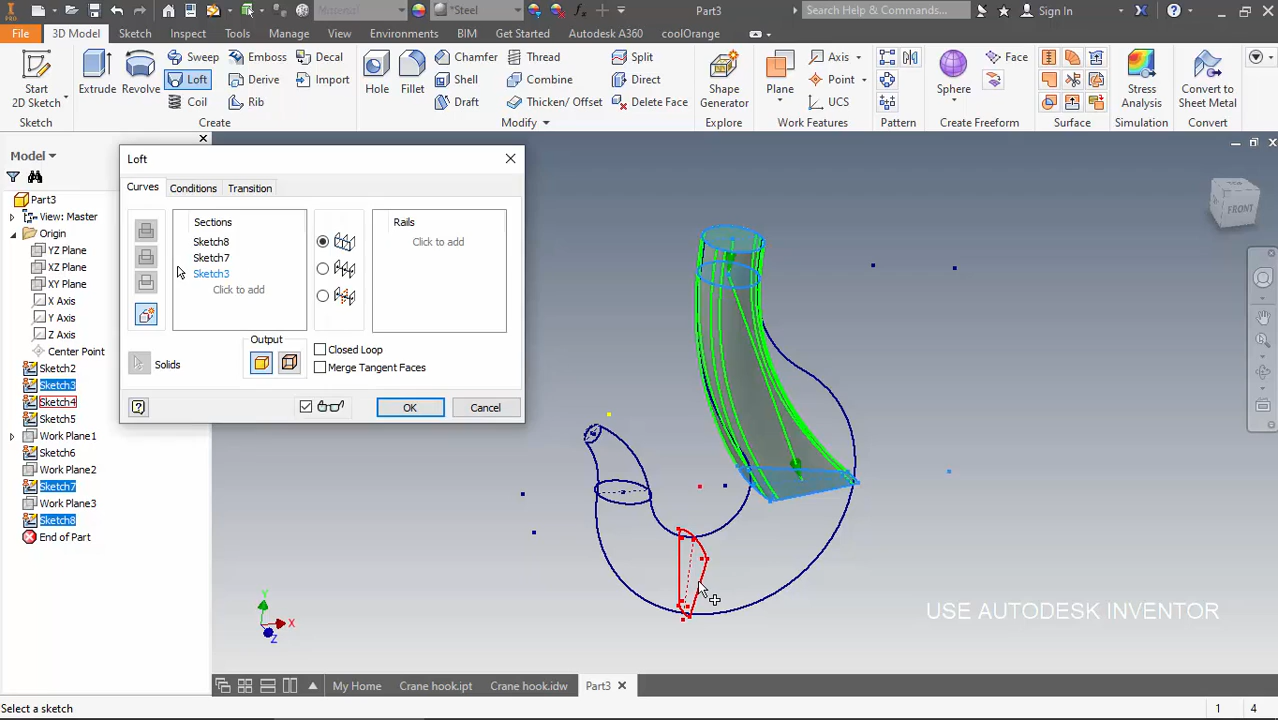 PRO
Material
Steel
fx
Part3
Search Help & Commands...
Sign In
File
3D Model
Sketch
Inspect
Tools
Manage
View
Environments
BIM
Get Started
Autodesk A360
coolOrange
Start
2D Sketch
Sketch
Extrude
Revolve
Sweep
Loft
Coil
Emboss
Derive
Rib
Decal
Import
Create
Hole
Fillet
Chamfer
Shell
Draft
Thread
Combine
Thicken/ Offset
Split
Direct
Delete Face
Modify
Shape
Generator
Explore
Plane
Axis
Point
UCS
Work Features
Pattern
Sphere
Face
Create Freeform
Surface
Stress
Analysis
Simulation
Convert to
Sheet Metal
Convert
Model
Part3
View: Master
Origin
YZ Plane
XZ Plane
XY Plane
X Axis
Y Axis
Z Axis
Center Point
Sketch2
Sketch3
Sketch4
Sketch5
Work Plane1
Sketch6
Work Plane2
Sketch7
Work Plane3
Sketch8
End of Part
Loft
Curves
Conditions
Transition
Sections
Sketch8
Sketch7
Sketch3
Click to add
Rails
Click to add
Output
Closed Loop
Merge Tangent Faces
Solids
OK
Cancel
FRONT
Y
X
Z
USE AUTODESK INVENTOR
My Home
Crane hook.ipt
Crane hook.idw
Part3
Select a sketch
1
4